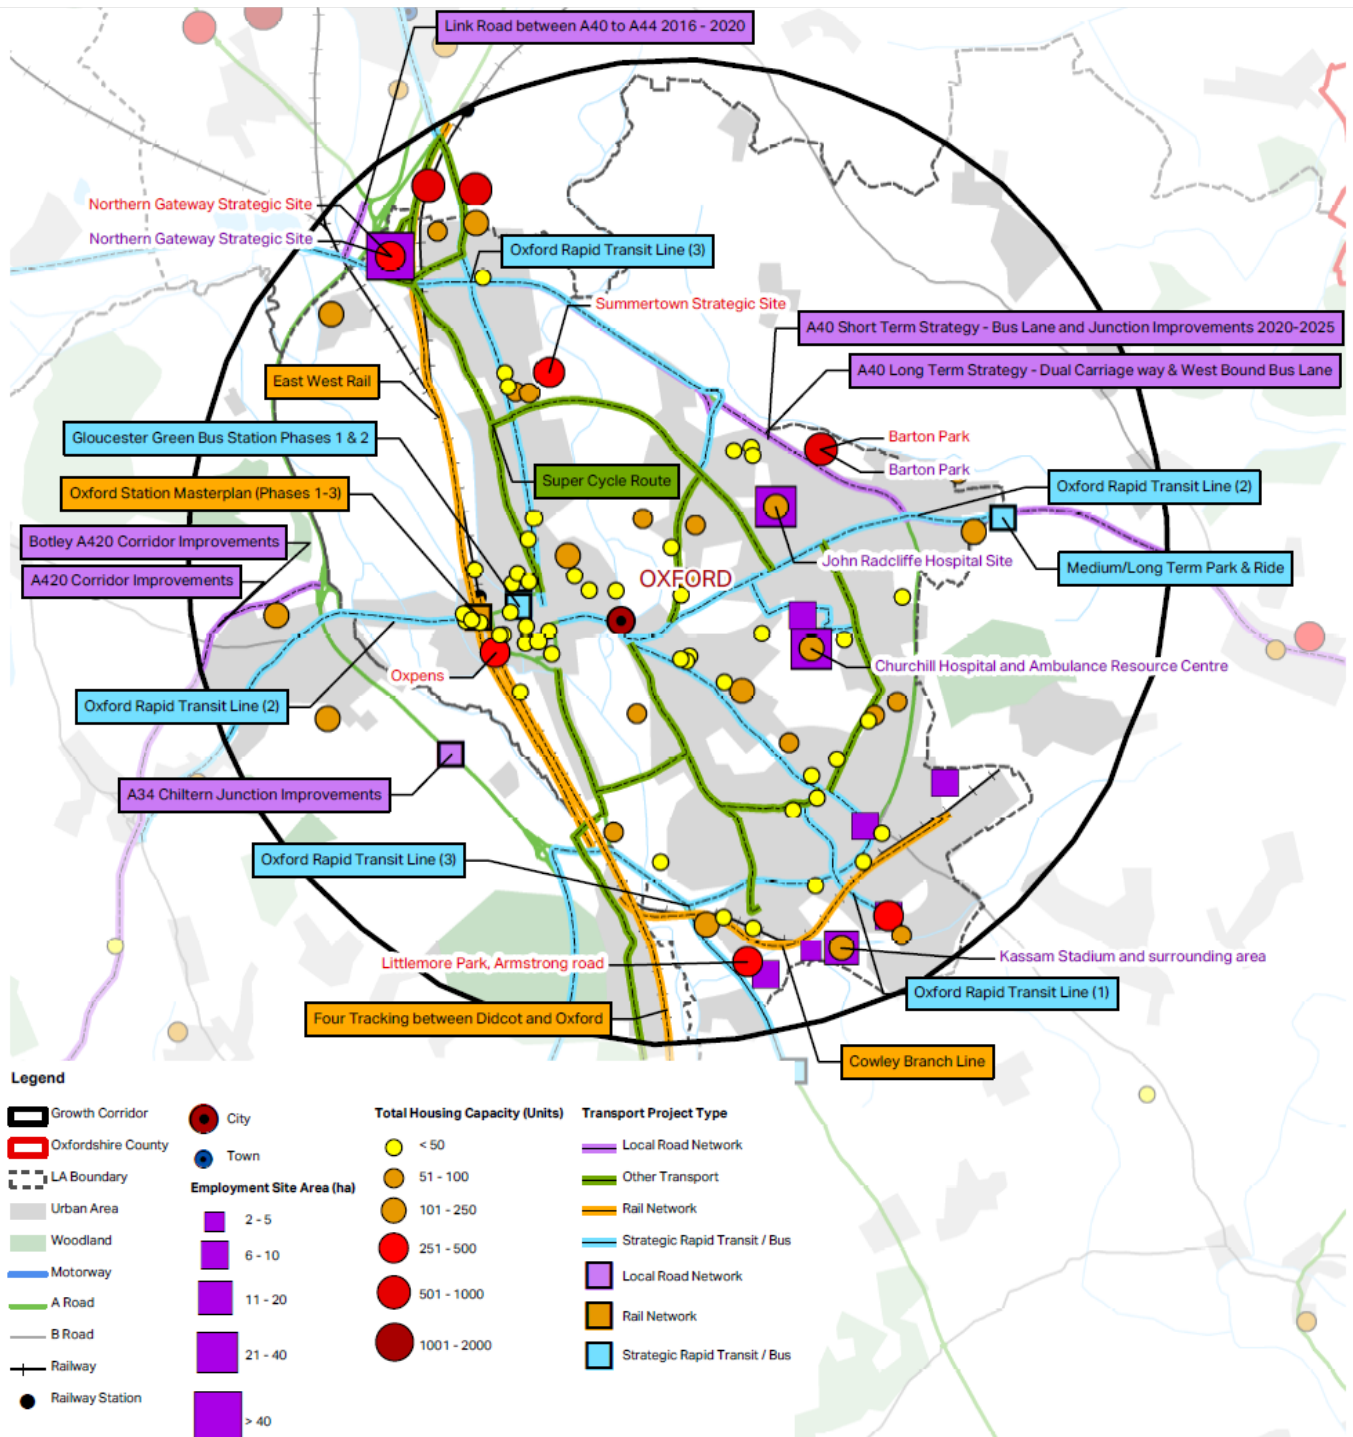 Link Road between A40 to A44 2016 - 2020
Northern Gateway Strategic Site
Northern Gateway Strategic Site
Oxford Rapid Transit Line (3)
Summertown Strategic Site
A40 Short Term Strategy - Bus Lane and Junction Improvements 2020-2025
A40 Long Term Strategy - Dual Carriage way & West Bound Bus Lane
East West Rail
Gloucester Green Bus Station Phases 1 & 2
Barton Park
Barton Park
Super Cycle Route
Oxford Station Masterplan (Phases 1-3)
Oxford Rapid Transit Line (2)
Botley A420 Corridor Improvements
John Radcliffe Hospital Site
Medium/Long Term Park & Ride
A420 Corridor Improvements
OXFORD
Churchill Hospital and Ambulance Resource Centre
Oxpens
Oxford Rapid Transit Line (2)
A34 Chiltern Junction Improvements
Oxford Rapid Transit Line (3)
Littlemore Park, Armstrong road
Kassam Stadium and surrounding area
Oxford Rapid Transit Line (1)
Four Tracking between Didcot and Oxford
Cowley Branch Line
Legend
Growth Corridor
Oxfordshire County
LA Boundary
Urban Area
Woodland
Motorway
A Road
B Road
Railway
Railway Station
City
Town
Employment Site Area (ha)
2 - 5
6 - 10
11 - 20
21 - 40
> 40
Total Housing Capacity (Units)
< 50
51 - 100
101 - 250
251 - 500
501 - 1000
1001 - 2000
Transport Project Type
Local Road Network
Other Transport
Rail Network
Strategic Rapid Transit / Bus
Local Road Network
Rail Network
Strategic Rapid Transit / Bus